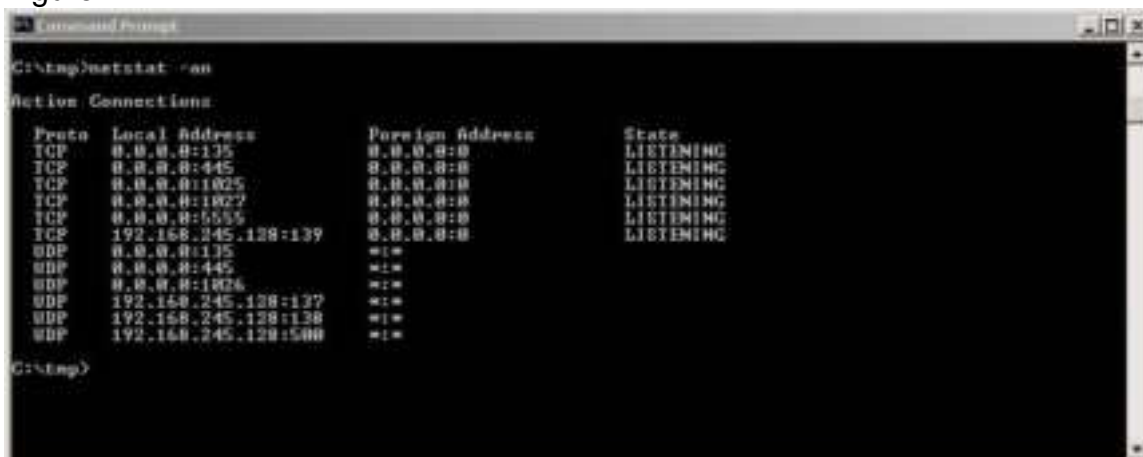 Command Prompt
C:\tmp>netstat -an
Active Connections
Proto Local Address Foreign Address State
TCP 0.0.0.0:135 0.0.0.0:0 LISTENING
TCP 0.0.0.0:445 0.0.0.0:0 LISTENING
TCP 0.0.0.0:1025 0.0.0.0:0 LISTENING
TCP 0.0.0.0:1027 0.0.0.0:0 LISTENING
TCP 0.0.0.0:5555 0.0.0.0:0 LISTENING
TCP 192.168.245.128:139 0.0.0.0:0 LISTENING
UDP 0.0.0.0:135 *:*
UDP 0.0.0.0:445 *:*
UDP 0.0.0.0:1026 *:*
UDP 192.168.245.128:137 *:*
UDP 192.168.245.128:138 *:*
UDP 192.168.245.128:500 *:*
C:\tmp>